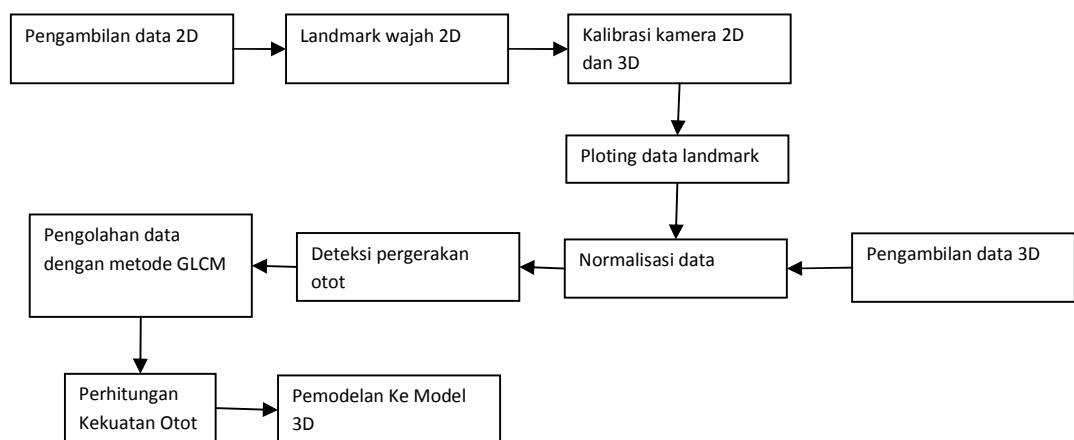 Pengambilan data 2D
Landmark wajah 2D
Kalibrasi kamera 2D
dan 3D
Ploting data landmark
Pengolahan data
dengan metode GLCM
Deteksi pergerakan
otot
Normalisasi data
Pengambilan data 3D
Perhitungan
Kekuatan Otot
Pemodelan Ke Model
3D